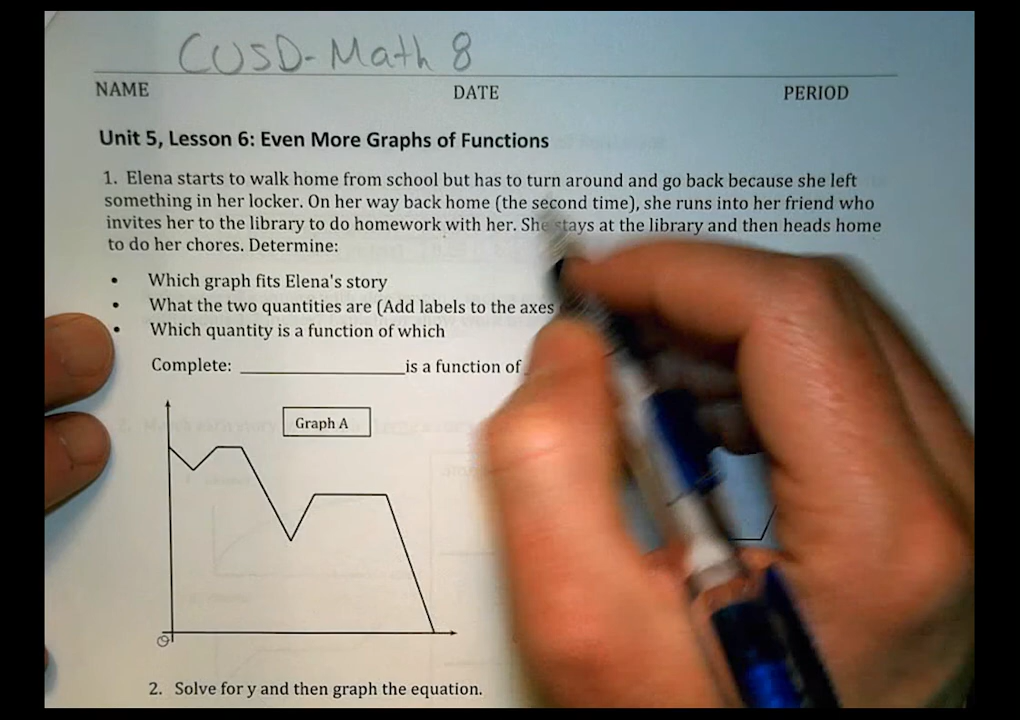 CUSD-Math 8
NAME DATE PERIOD
Unit 5, Lesson 6: Even More Graphs of Functions
1. Elena starts to walk home from school but has to turn around and go back because she left
something in her locker. On her way back home (the second time), she runs into her friend who
invites her to the library to do homework with her. She stays at the library and then heads home
to do her chores. Determine:
• Which graph fits Elena's story
• What the two quantities are (Add labels to the axes
• Which quantity is a function of which
Complete: ________________ is a function of
Graph A
2. Solve for y and then graph the equation.